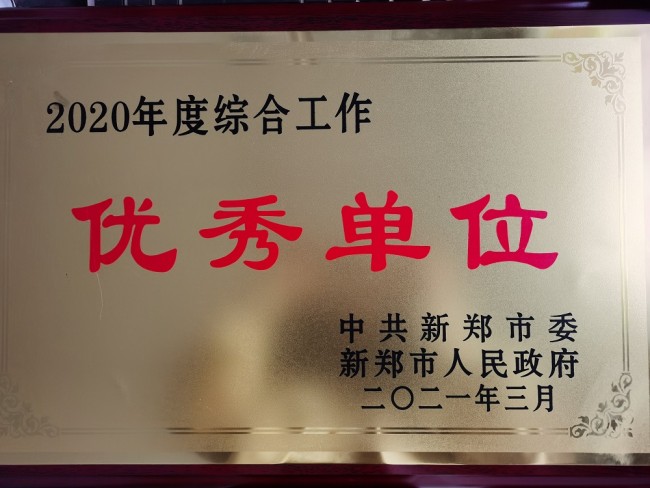 2020年度综合工作
优秀单位
中共新郑市委
新郑市人民政府
二〇二一年三月